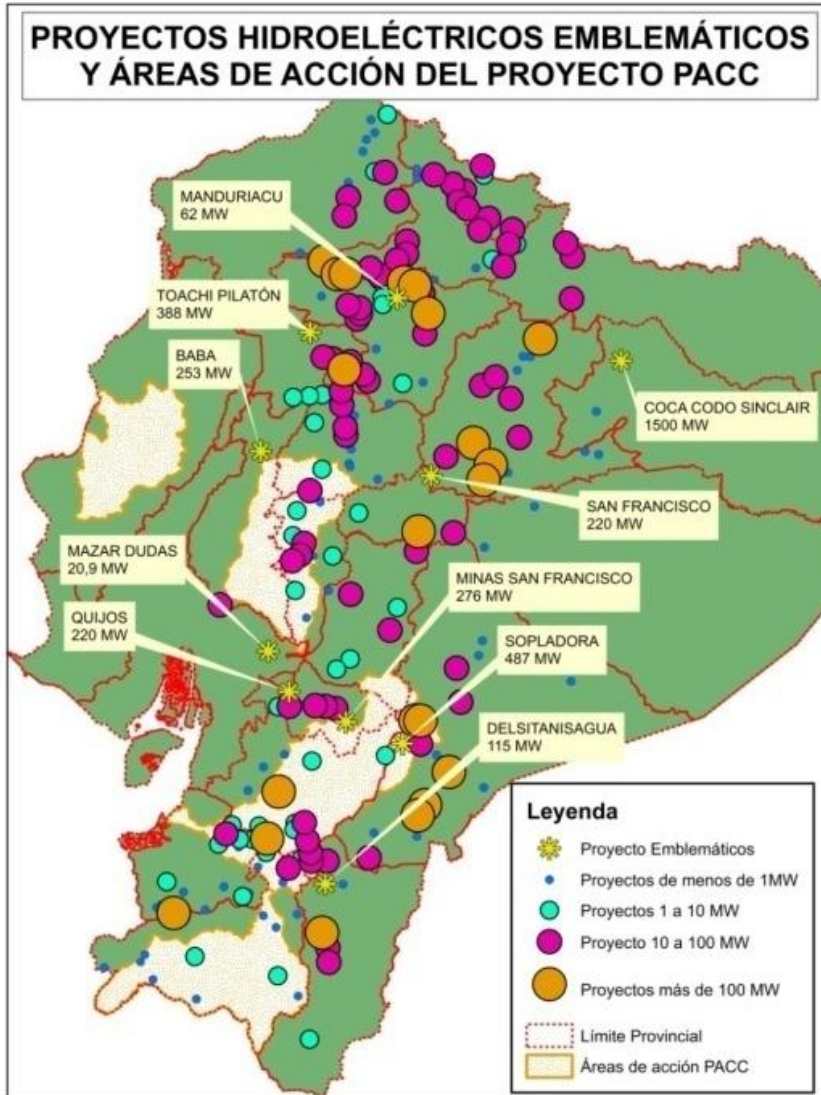 PROYECTOS HIDROELÉCTRICOS EMBLEMÁTICOS
Y ÁREAS DE ACCIÓN DEL PROYECTO PACC
MANDURIACU
62 MW
TOACHI PILATÓN
388 MW
BABA
253 MW
COCA CODO SINCLAIR
1500 MW
SAN FRANCISCO
220 MW
MAZAR DUDAS
20,9 MW
MINAS SAN FRANCISCO
276 MW
QUIJOS
220 MW
SOPLADORA
487 MW
DELSITANISAGUA
115 MW
Leyenda
Proyecto Emblemáticos
Proyectos de menos de 1MW
Proyectos 1 a 10 MW
Proyecto 10 a 100 MW
Proyectos más de 100 MW
Límite Provincial
Áreas de acción PACC